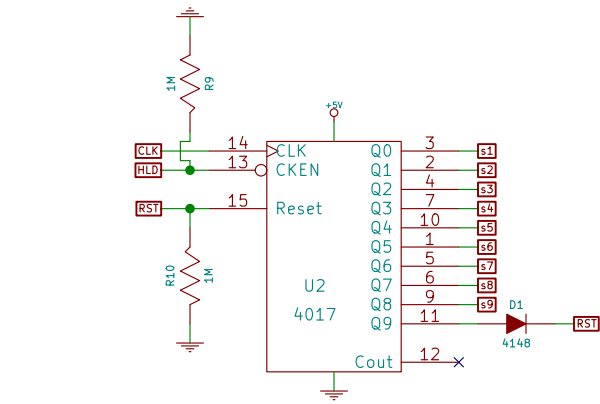 1M
R9
+5V
CLK 14 CLK Q0 3 s1
HLD 13 CKEN Q1 2 s2
Q2 4 s3
RST 15 Reset Q3 7 s4
Q4 10 s5
Q5 1 s6
Q6 5 s7
R10 1M
U2 Q7 6 s8
Q8 9 s9
4017
D1
Q9 11 RST
4148
Cout 12